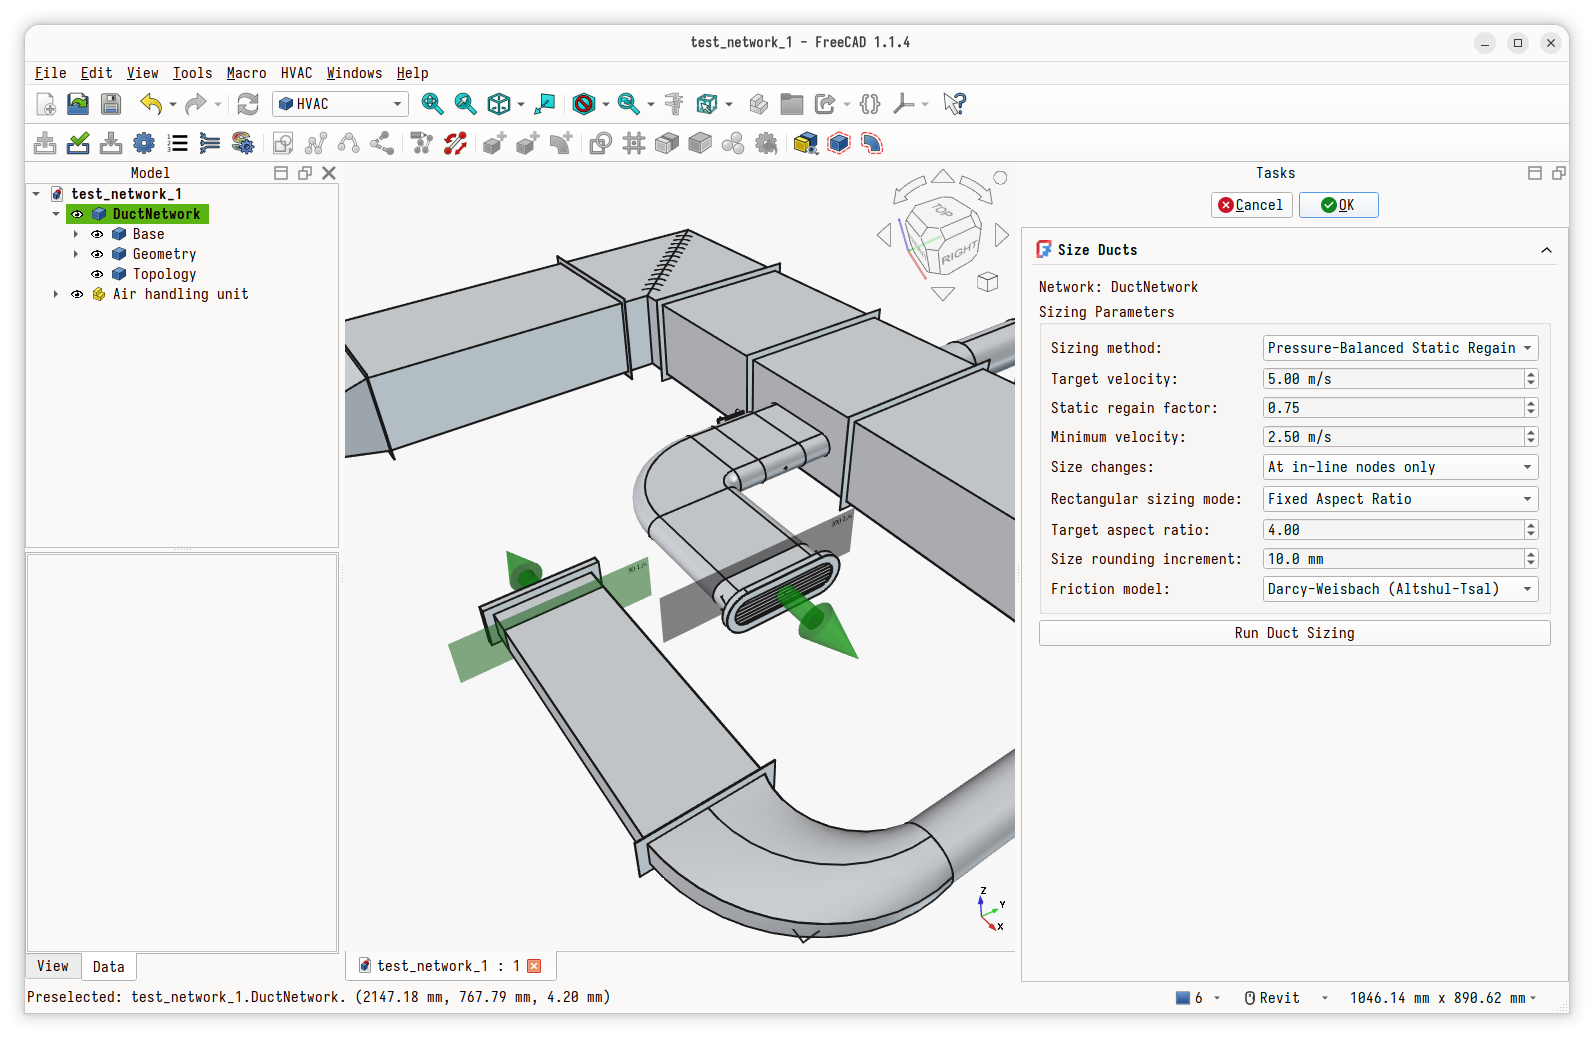 test_network_1 - FreeCAD 1.1.4
File Edit View Tools Macro HVAC Windows Help
HVAC
Model
test_network_1
DuctNetwork
Base
Geometry
Topology
Air handling unit
View
Data
TOP
RIGHT
50 L/s
Z
Y
X
test_network_1 : 1
Tasks
Cancel
OK
Size Ducts
Network: DuctNetwork
Sizing Parameters
Sizing method: Pressure-Balanced Static Regain
Target velocity: 5.00 m/s
Static regain factor: 0.75
Minimum velocity: 2.50 m/s
Size changes: At in-line nodes only
Rectangular sizing mode: Fixed Aspect Ratio
Target aspect ratio: 4.00
Size rounding increment: 10.0 mm
Friction model: Darcy-Weisbach (Altshul-Tsal)
Run Duct Sizing
Preselected: test_network_1.DuctNetwork. (2147.18 mm, 767.79 mm, 4.20 mm)
6
Revit
1046.14 mm x 890.62 mm